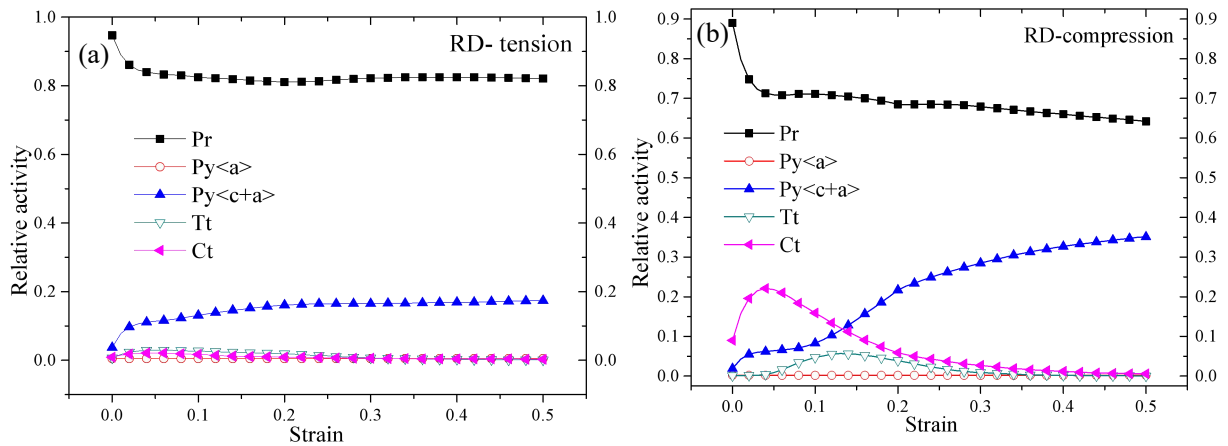 (a)
RD- tension
1.0
0.8
0.6
0.4
0.2
0.0
Relative activity
Pr
Py<a>
Py<c+a>
Tt
Ct
1.0
0.8
0.6
0.4
0.2
0.0
0.0 0.1 0.2 0.3 0.4 0.5
Strain
(b)
RD-compression
0.9
0.8
0.7
0.6
0.5
0.4
0.3
0.2
0.1
0.0
Relative activity
Pr
Py<a>
Py<c+a>
Tt
Ct
0.9
0.8
0.7
0.6
0.5
0.4
0.3
0.2
0.1
0.0
0.0 0.1 0.2 0.3 0.4 0.5
Strain